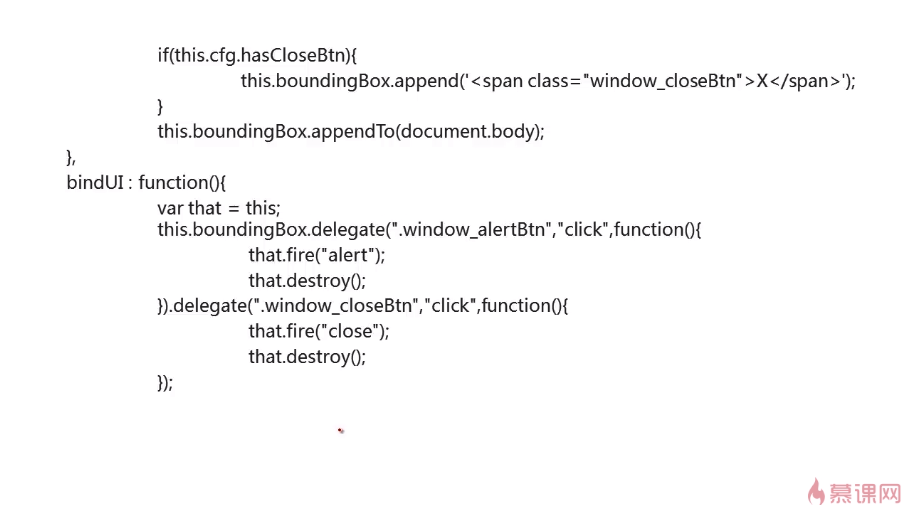 if(this.cfg.hasCloseBtn){
this.boundingBox.append('<span class="window_closeBtn">X</span>');
}
this.boundingBox.appendTo(document.body);
},
bindUI : function(){
var that = this;
this.boundingBox.delegate(".window_alertBtn","click",function(){
that.fire("alert");
that.destroy();
}).delegate(".window_closeBtn","click",function(){
that.fire("close");
that.destroy();
});
慕课网